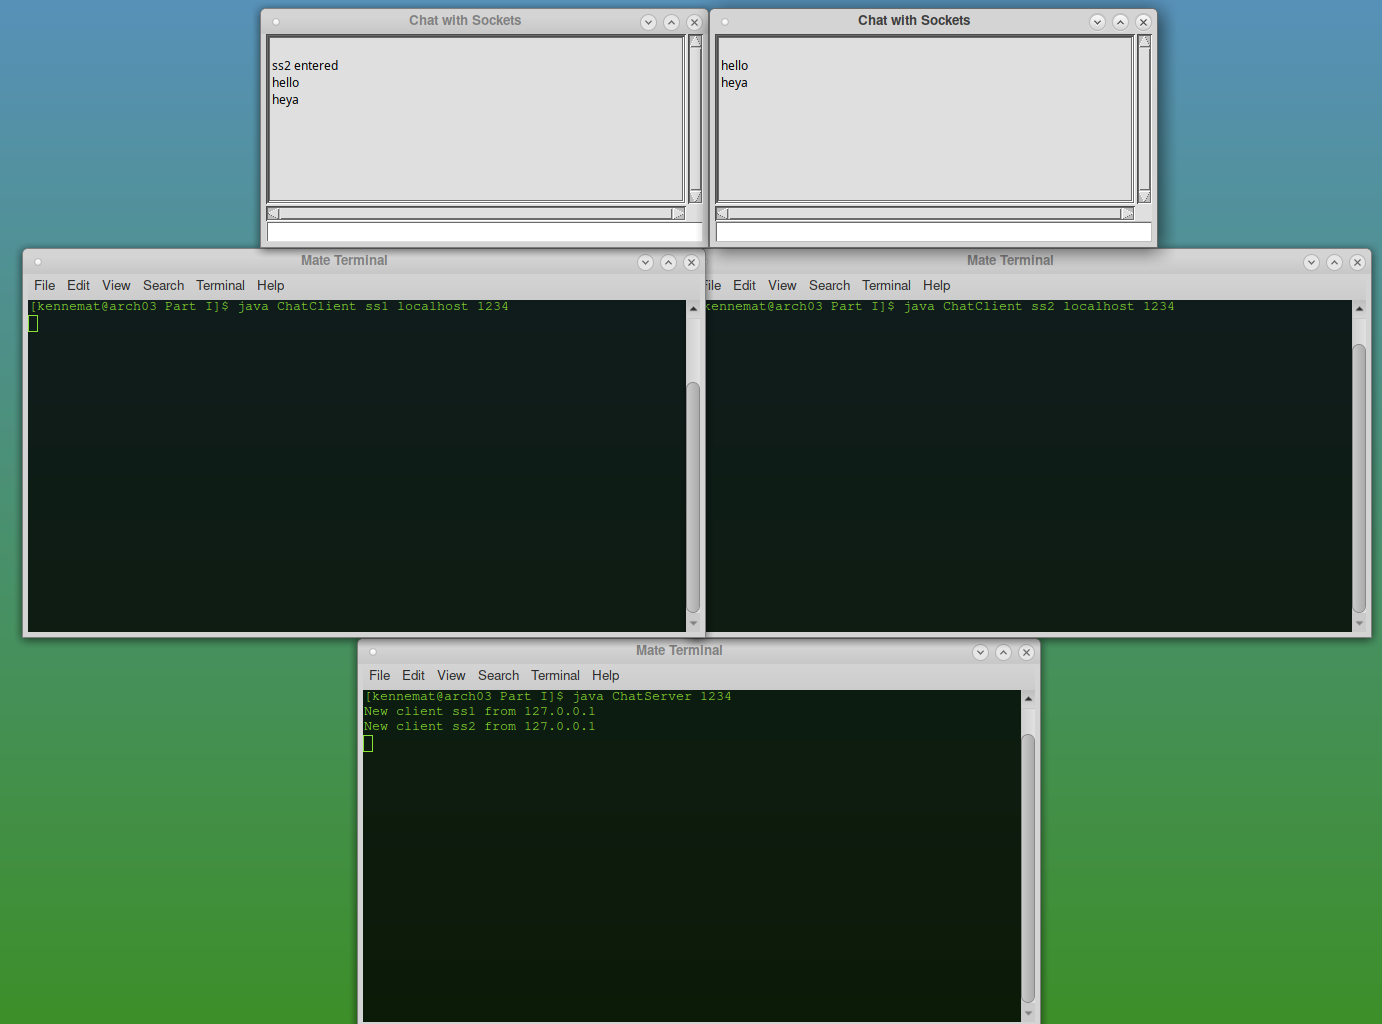 Chat with Sockets
ss2 entered
hello
heya
Chat with Sockets
hello
heya
Mate Terminal
File Edit View Search Terminal Help
[kennemat@arch03 Part I]$ java ChatClient ss1 localhost 1234
Mate Terminal
ile Edit View Search Terminal Help
kennemat@arch03 Part I]$ java ChatClient ss2 localhost 1234
Mate Terminal
File Edit View Search Terminal Help
[kennemat@arch03 Part I]$ java ChatServer 1234
New client ss1 from 127.0.0.1
New client ss2 from 127.0.0.1